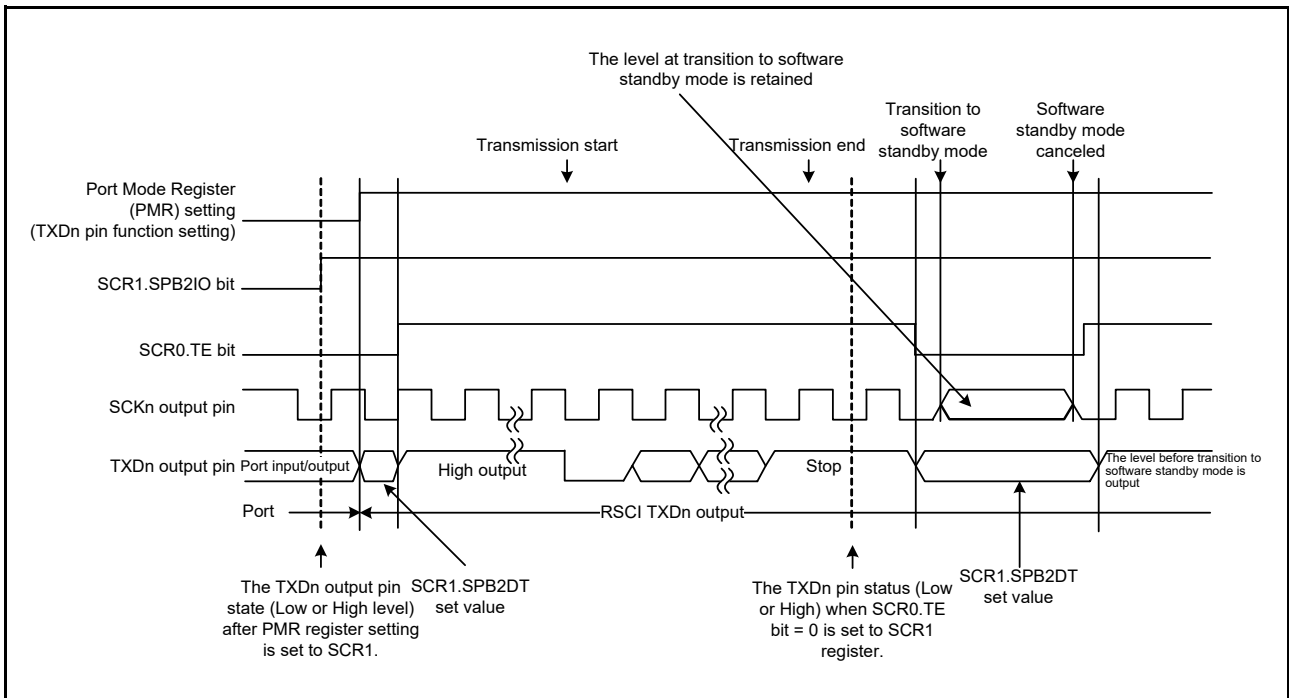 The level at transition to software
standby mode is retained
Transition to
software
standby mode
Software
standby mode
canceled
Transmission start
Transmission end
Port Mode Register
(PMR) setting
(TXDn pin function setting)
SCR1.SPB2IO bit
SCR0.TE bit
SCKn output pin
TXDn output pin
Port input/output
High output
Stop
The level before transition to
software standby mode is
output
Port
RSCI TXDn output
The TXDn output pin
state (Low or High level)
after PMR register setting
is set to SCR1.
SCR1.SPB2DT
set value
The TXDn pin status (Low
or High) when SCR0.TE
bit = 0 is set to SCR1
register.
SCR1.SPB2DT
set value